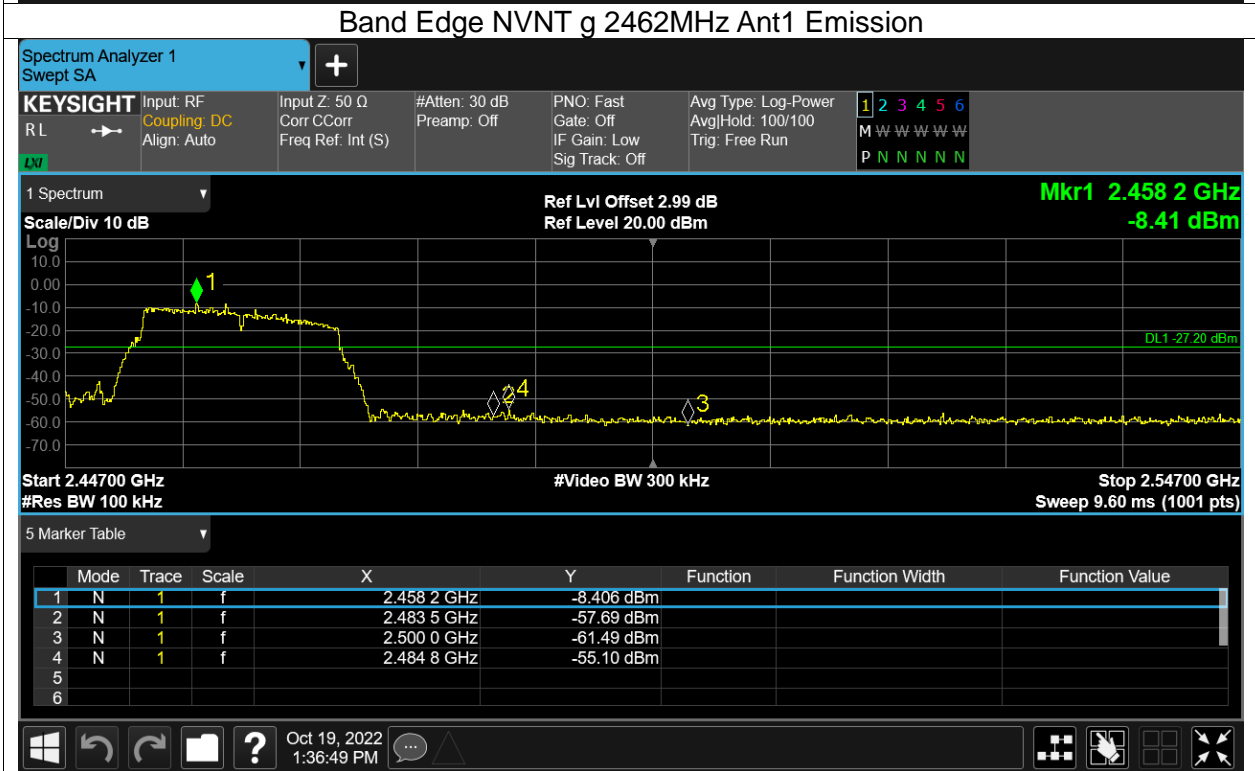 Band Edge NVNT g 2462MHz Ant1 Emission
Spectrum Analyzer 1
Swept SA
KEYSIGHT
R L
LXI
Input: RF
Coupling: DC
Align: Auto
Input Z: 50 Ω
Corr CCorr
Freq Ref: Int (S)
#Atten: 30 dB
Preamp: Off
PNO: Fast
Gate: Off
IF Gain: Low
Sig Track: Off
Avg Type: Log-Power
Avg|Hold: 100/100
Trig: Free Run
1 2 3 4 5 6
M W W W W W
P N N N N N
1 Spectrum
Scale/Div 10 dB
Ref Lvl Offset 2.99 dB
Ref Level 20.00 dBm
Mkr1 2.458 2 GHz
-8.41 dBm
Log
10.0
0.00
-10.0
-20.0
-30.0
-40.0
-50.0
-60.0
-70.0
1
2
4
3
DL1 -27.20 dBm
Start 2.44700 GHz
#Res BW 100 kHz
#Video BW 300 kHz
Stop 2.54700 GHz
Sweep 9.60 ms (1001 pts)
5 Marker Table
Mode Trace Scale X Y Function Function Width Function Value
1 N 1 f 2.458 2 GHz -8.406 dBm
2 N 1 f 2.483 5 GHz -57.69 dBm
3 N 1 f 2.500 0 GHz -61.49 dBm
4 N 1 f 2.484 8 GHz -55.10 dBm
5
6
?
Oct 19, 2022
1:36:49 PM